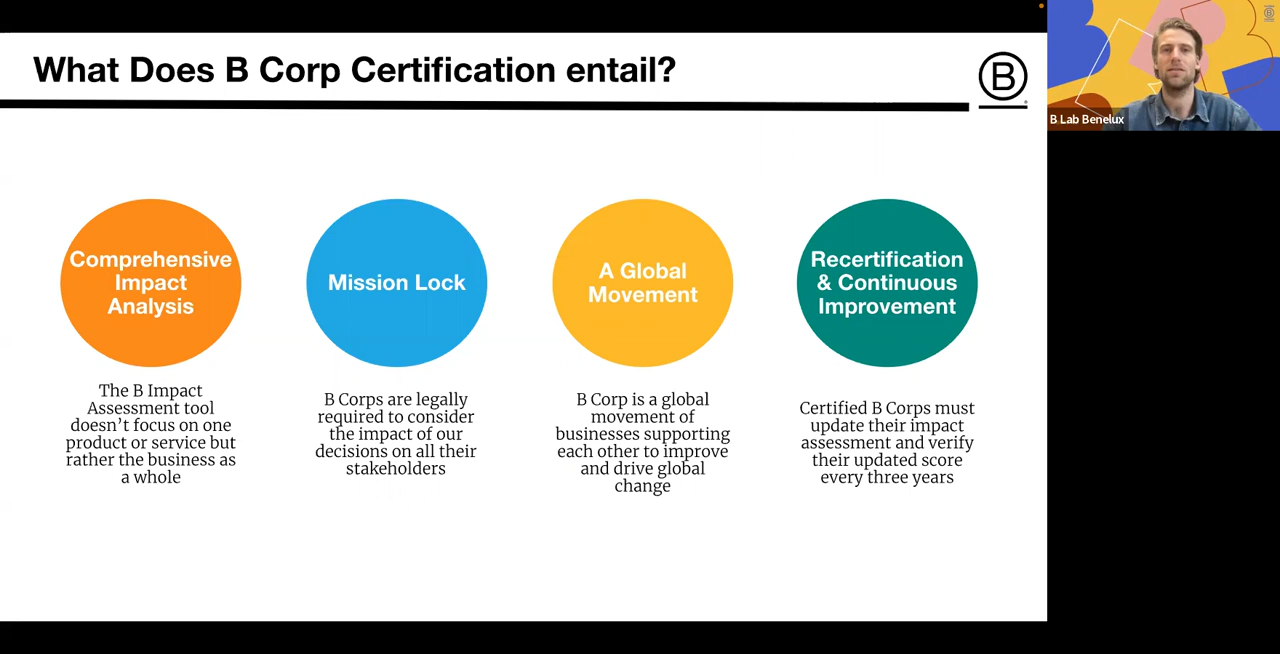 What Does B Corp Certification entail?
B
B Lab Benelux
Comprehensive
Impact
Analysis
The B Impact
Assessment tool
doesn’t focus on one
product or service but
rather the business as
a whole
Mission Lock
B Corps are legally
required to consider
the impact of our
decisions on all their
stakeholders
A Global
Movement
B Corp is a global
movement of
businesses supporting
each other to improve
and drive global
change
Recertification
& Continuous
Improvement
Certified B Corps must
update their impact
assessment and verify
their updated score
every three years